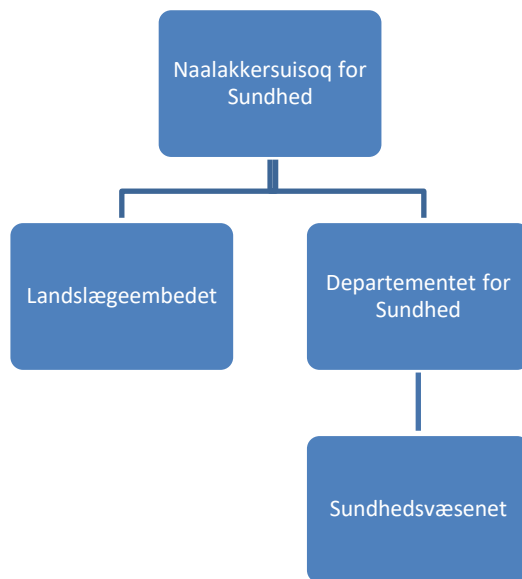 Naalakkersuisoq for
Sundhed
Landslægeembedet
Departementet for
Sundhed
Sundhedsvæsenet